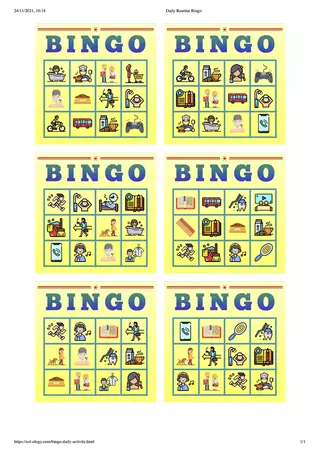 24/11/2021, 10:14
Daily Routine Bingo
BINGO
BINGO
BINGO
BINGO
BINGO
BINGO
https://esl-ology.com/bingo-daily-activity.html
1/1